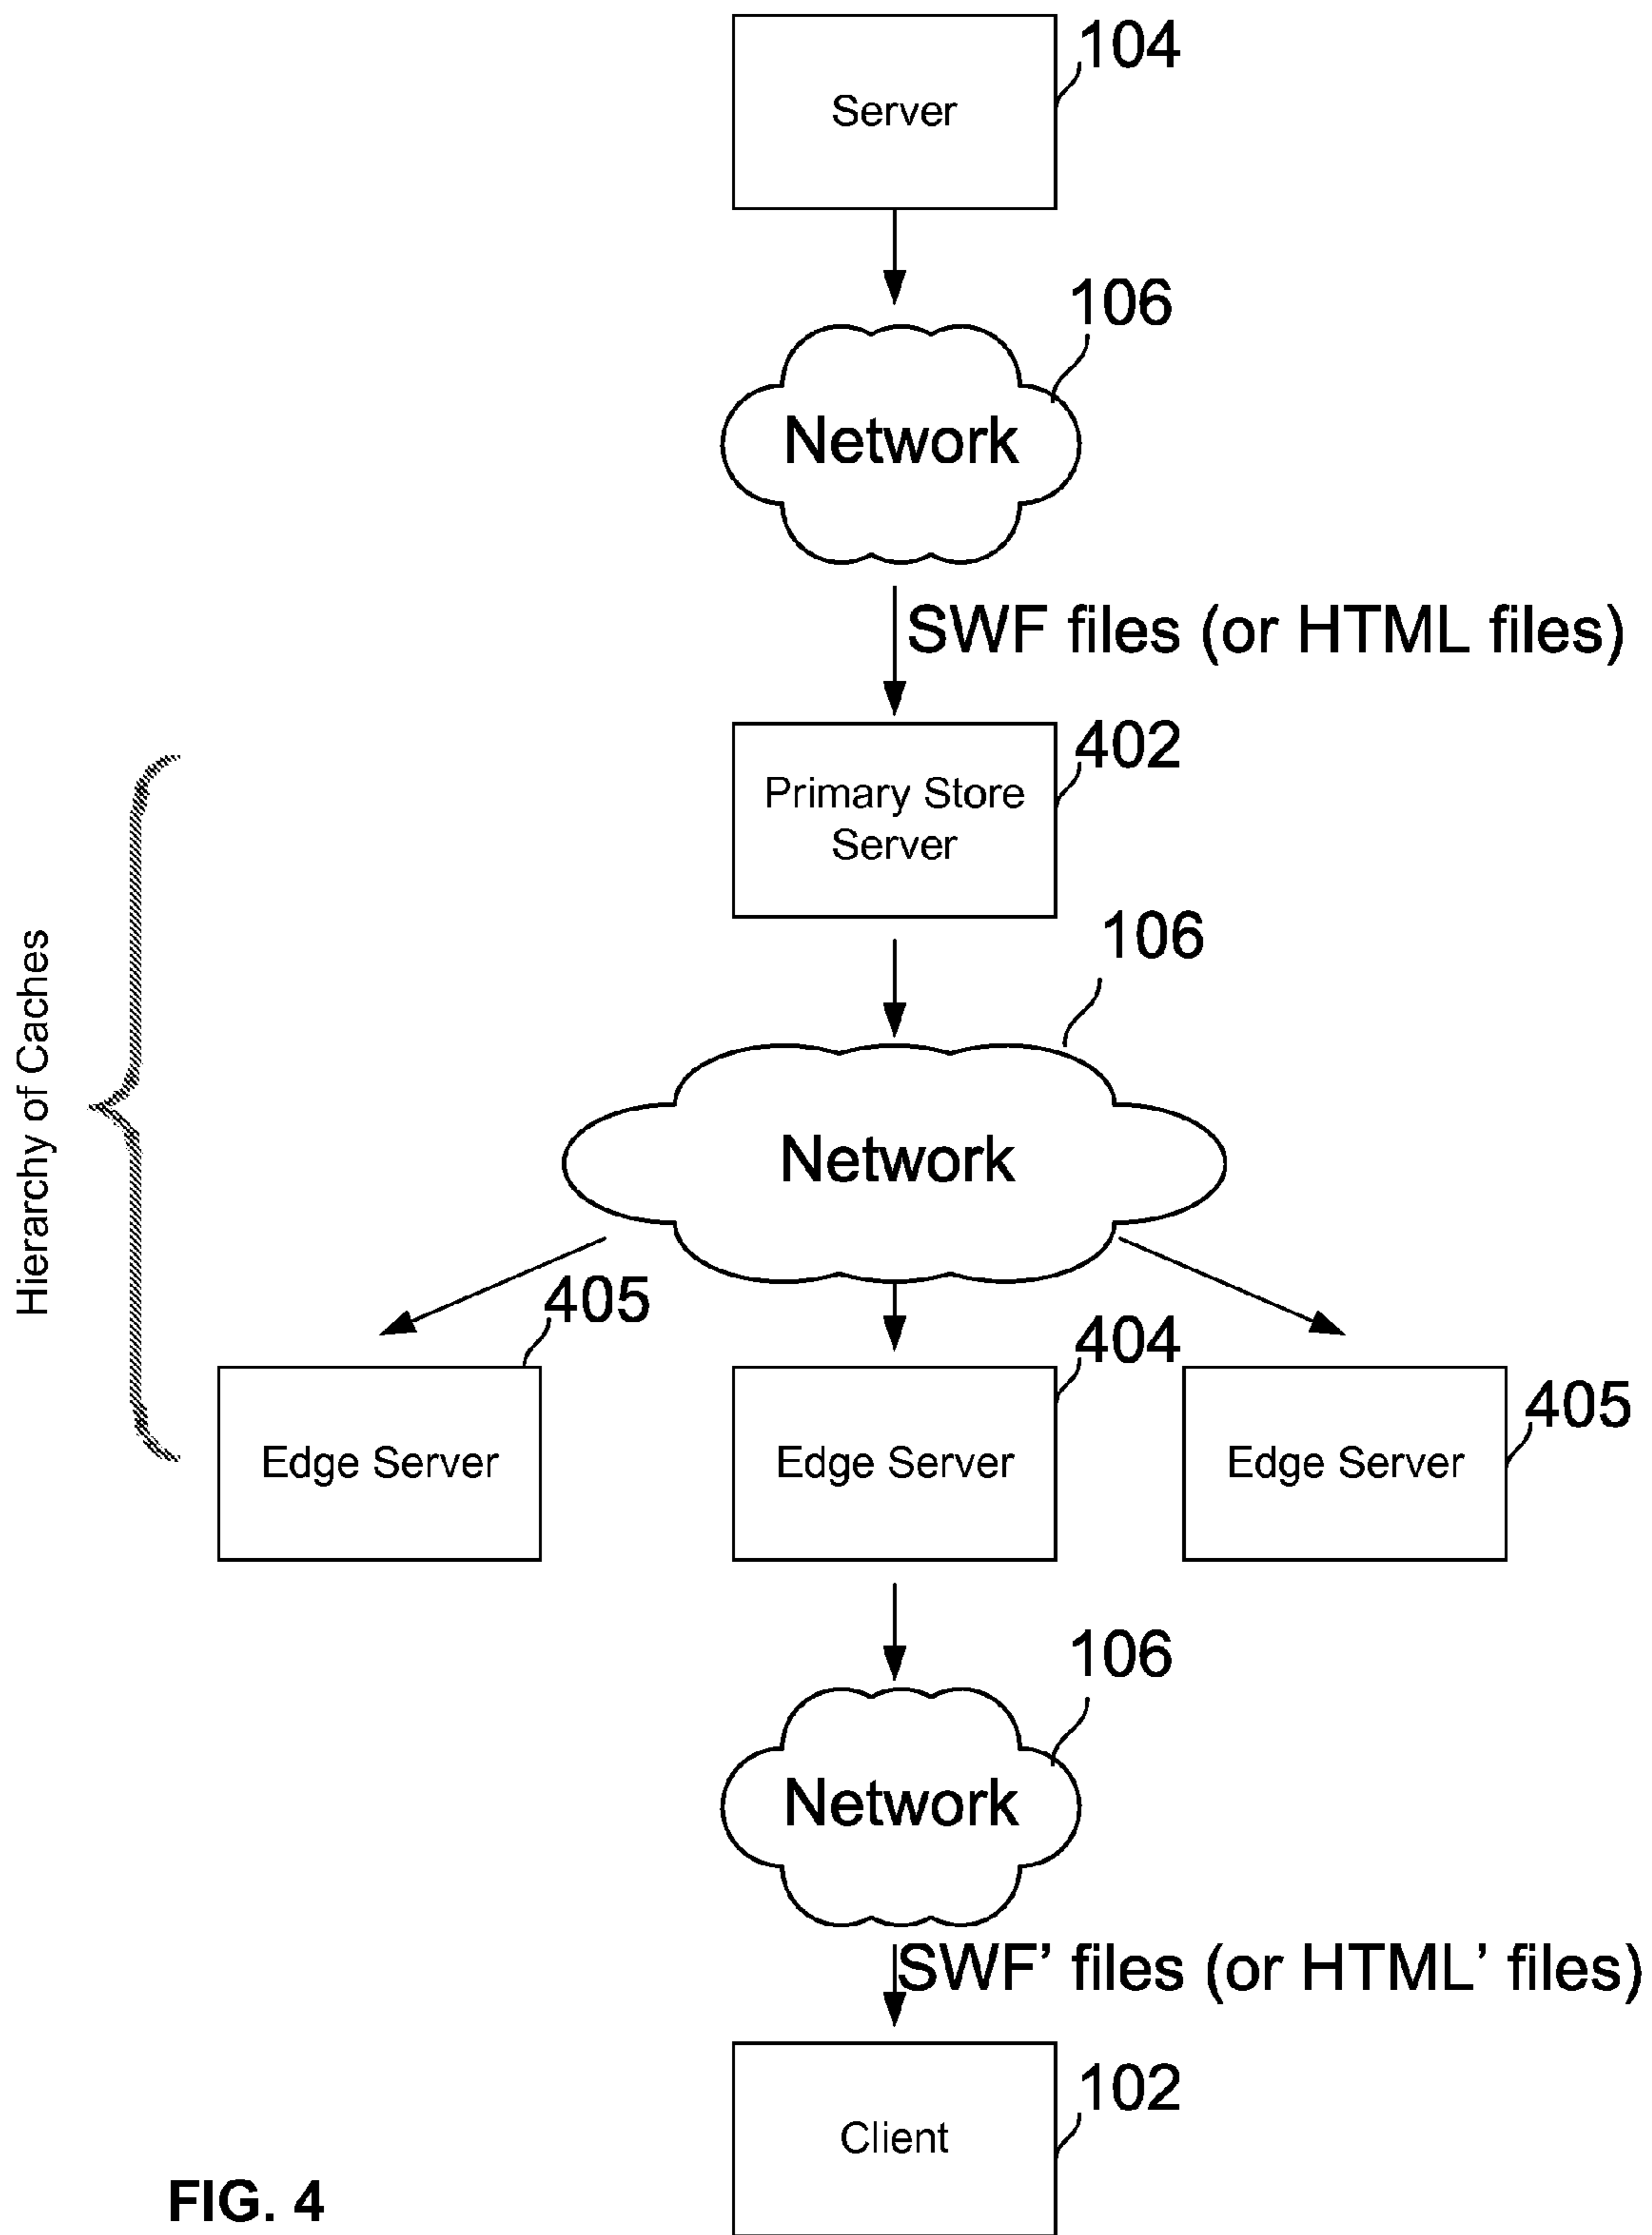 104
Server
106
Network
SWF files (or HTML files)
402
Primary Store
Server
106
Hierarchy of Caches
Network
405
404
405
Edge Server
Edge Server
Edge Server
106
Network
SWF’ files (or HTML’ files)
102
Client
FIG. 4